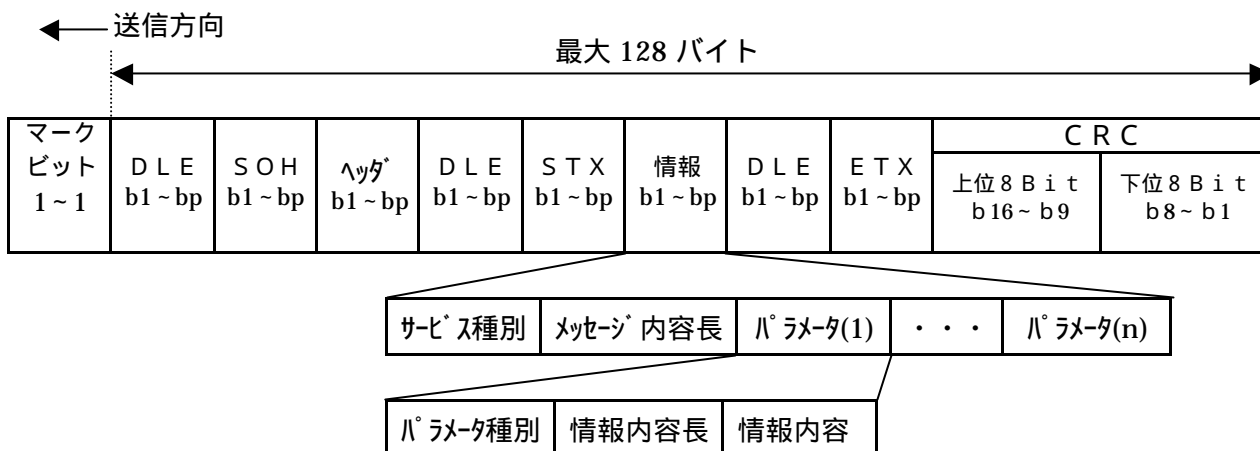 送信方向
最大 128 バイト
マーク
ビット
1~1
ＤＬＥ
b1~bp
ＳＯＨ
b1~bp
ﾍｯﾀﾞ
b1~bp
ＤＬＥ
b1~bp
ＳＴＸ
b1~bp
情報
b1~bp
ＤＬＥ
b1~bp
ＥＴＸ
b1~bp
ＣＲＣ
上位８Ｂｉｔ
ｂ16~ｂ9
下位８Ｂｉｔ
ｂ8~ｂ1
ｻｰﾋﾞｽ種別 ﾒｯｾｰｼﾞ内容長 ﾊﾟﾗﾒｰﾀ(1) ・・・ ﾊﾟﾗﾒｰﾀ(n)
ﾊﾟﾗﾒｰﾀ種別 情報内容長 情報内容